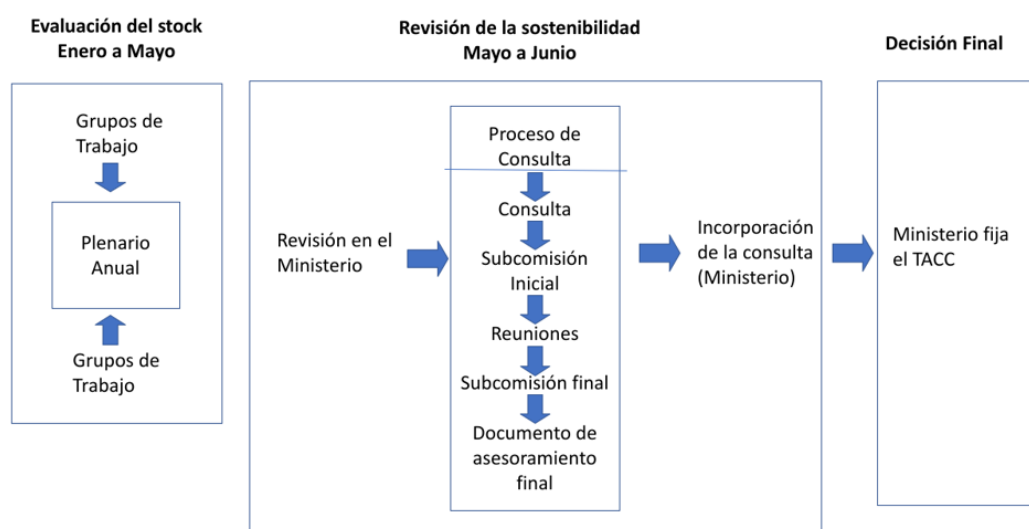 Evaluación del stock
Enero a Mayo
Grupos de
Trabajo
Plenario
Anual
Grupos de
Trabajo
Revisión de la sostenibilidad
Mayo a Junio
Revisión en el
Ministerio
Proceso de
Consulta
Consulta
Subcomisión
Inicial
Reuniones
Subcomisión final
Documento de
asesoramiento
final
Incorporación
de la consulta
(Ministerio)
Decisión Final
Ministerio fija
el TACC